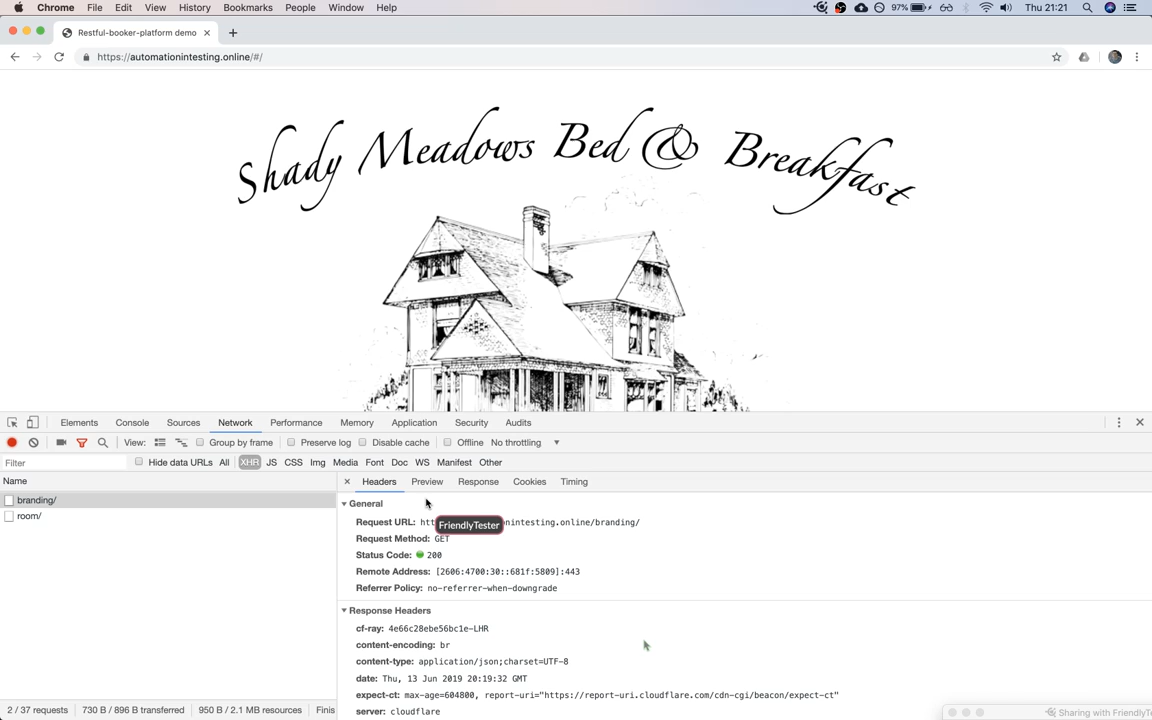 Chrome File Edit View History Bookmarks People Window Help 97% Thu 21:21
Restful-booker-platform demo
https://automationintesting.online/#/
Shady Meadows Bed & Breakfast
Elements Console Sources Network Performance Memory Application Security Audits
View: Group by frame Preserve log Disable cache Offline No throttling
Filter Hide data URLs All XHR JS CSS Img Media Font Doc WS Manifest Other
Name Headers Preview Response Cookies Timing
branding/
room/
General
Request URL: nintesting.online/branding/
FriendlyTester
Request Method: GET
Status Code: 200
Remote Address: [2606:4700:30::681f:5809]:443
Referrer Policy: no-referrer-when-downgrade
Response Headers
cf-ray: 4e66c28ebe56bc1e-LHR
content-encoding: br
content-type: application/json;charset=UTF-8
date: Thu, 13 Jun 2019 20:19:32 GMT
expect-ct: max-age=604800, report-uri="https://report-uri.cloudflare.com/cdn-cgi/beacon/expect-ct"
server: cloudflare
2 / 37 requests 730 B / 896 B transferred 950 B / 2.1 MB resources Finis
Sharing with FriendlyTe